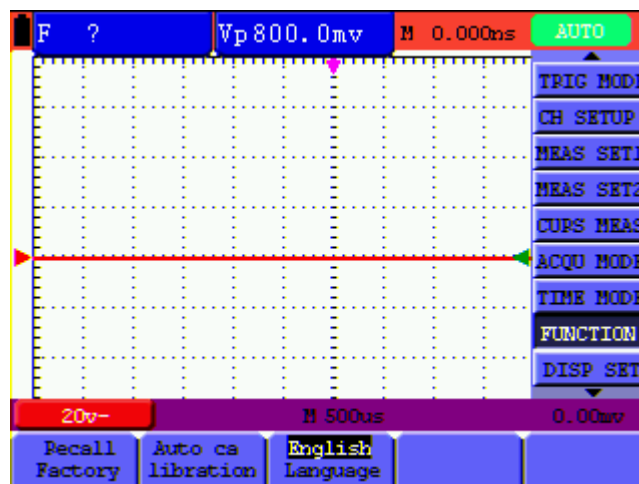 F ? Vp800.0mv M 0.000ns AUTO
TRIG MODE
CH SETUP
MEAS SET1
MEAS SET2
CURS MEAS
ACQU MODE
TIME MODE
FUNCTION
DISP SET
20v- M 500us 0.00mv
Recall Auto ca English
Factory libration Language